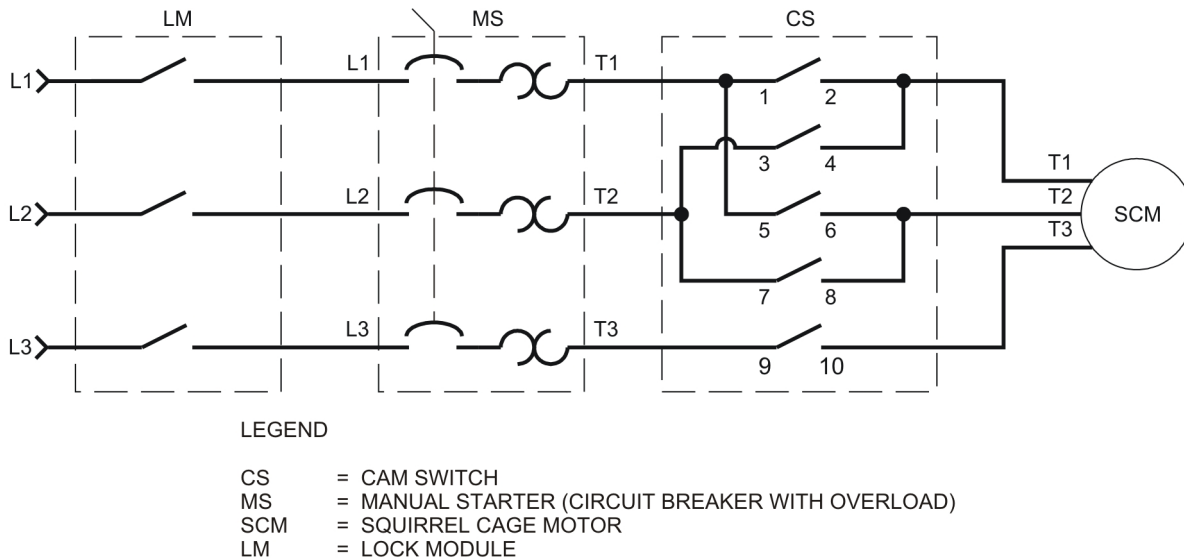 LM MS CS
L1 L1 T1
1 2
3 4 T1
L2 L2 T2 T2 SCM
5 6 T3
7 8
L3 L3 T3
9 10
LEGEND
CS = CAM SWITCH
MS = MANUAL STARTER (CIRCUIT BREAKER WITH OVERLOAD)
SCM = SQUIRREL CAGE MOTOR
LM = LOCK MODULE